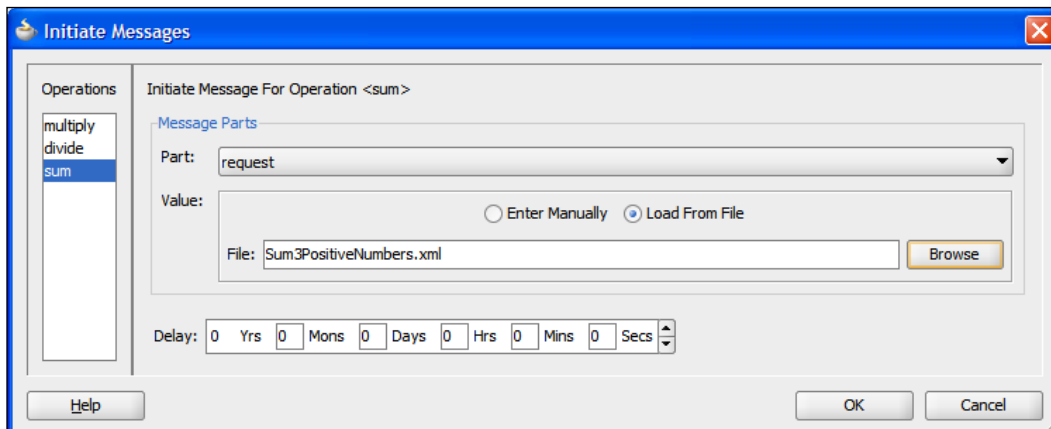 Initiate Messages
Operations
multiply
divide
sum
Initiate Message For Operation <sum>
Message Parts
Part: request
Value:
Enter Manually Load From File
File: Sum3PositiveNumbers.xml Browse
Delay: 0 Yrs 0 Mons 0 Days 0 Hrs 0 Mins 0 Secs
Help OK Cancel